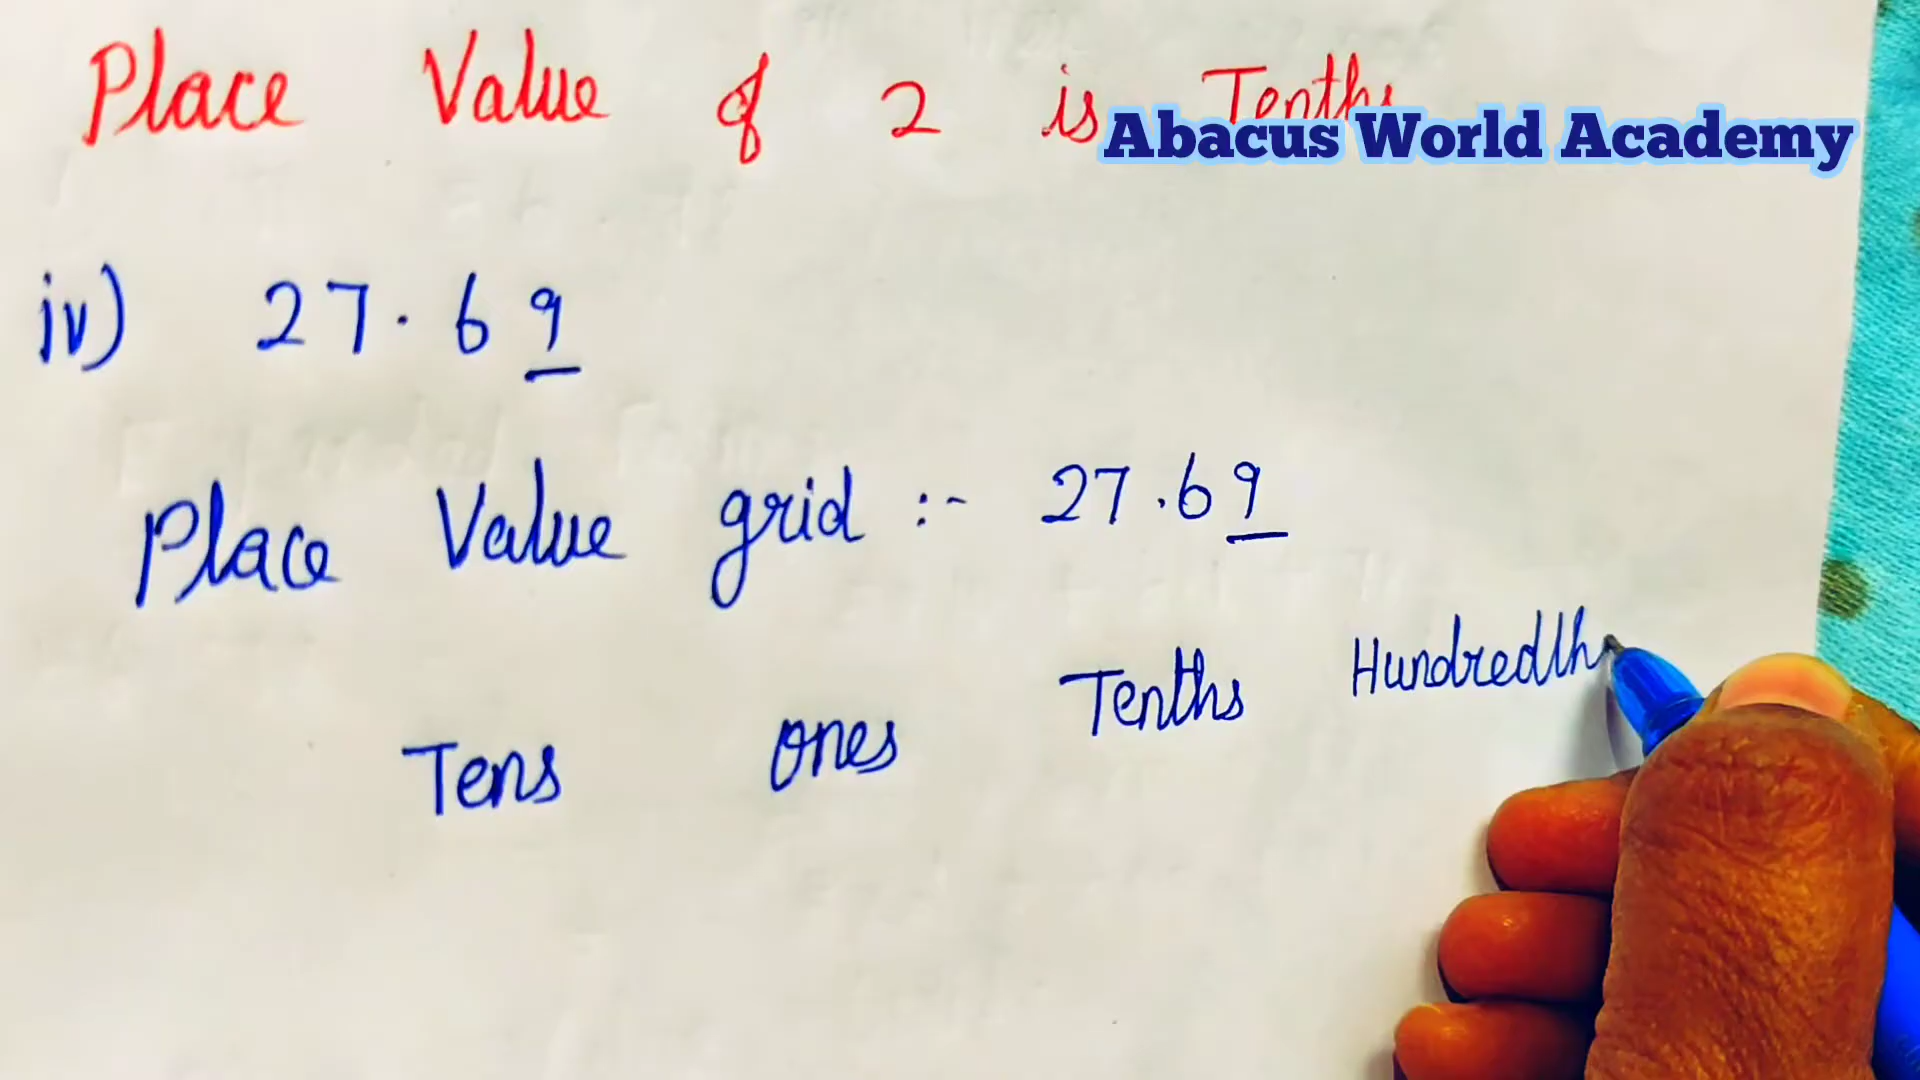 Place Value of 2 is Tenths
Abacus World Academy
iv) 27.69
Place Value grid :- 27.69
Tens ones Tenths Hundredth